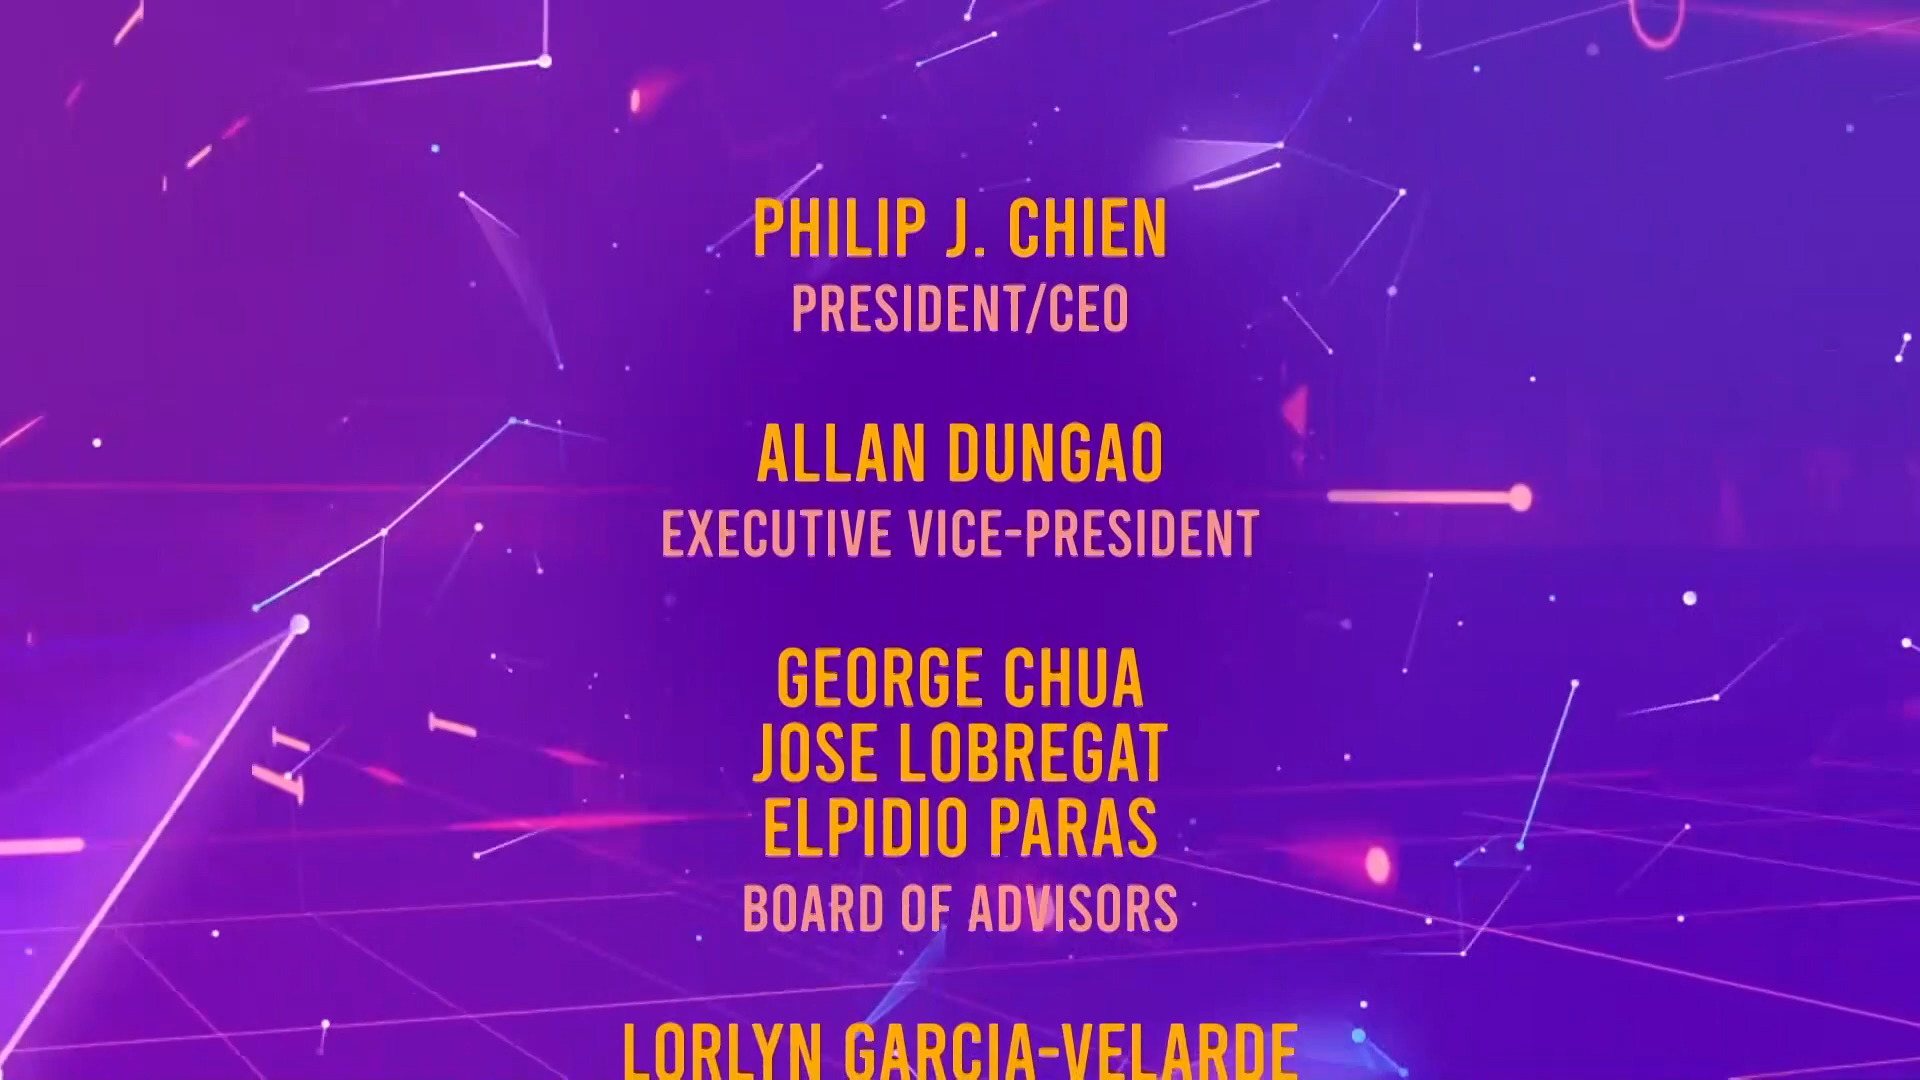 PHILIP J. CHIEN
PRESIDENT/CEO
ALLAN DUNGAO
EXECUTIVE VICE-PRESIDENT
GEORGE CHUA
JOSE LOBREGAT
ELPIDIO PARAS
BOARD OF ADVISORS
LORLYN GARCIA-VELARDE